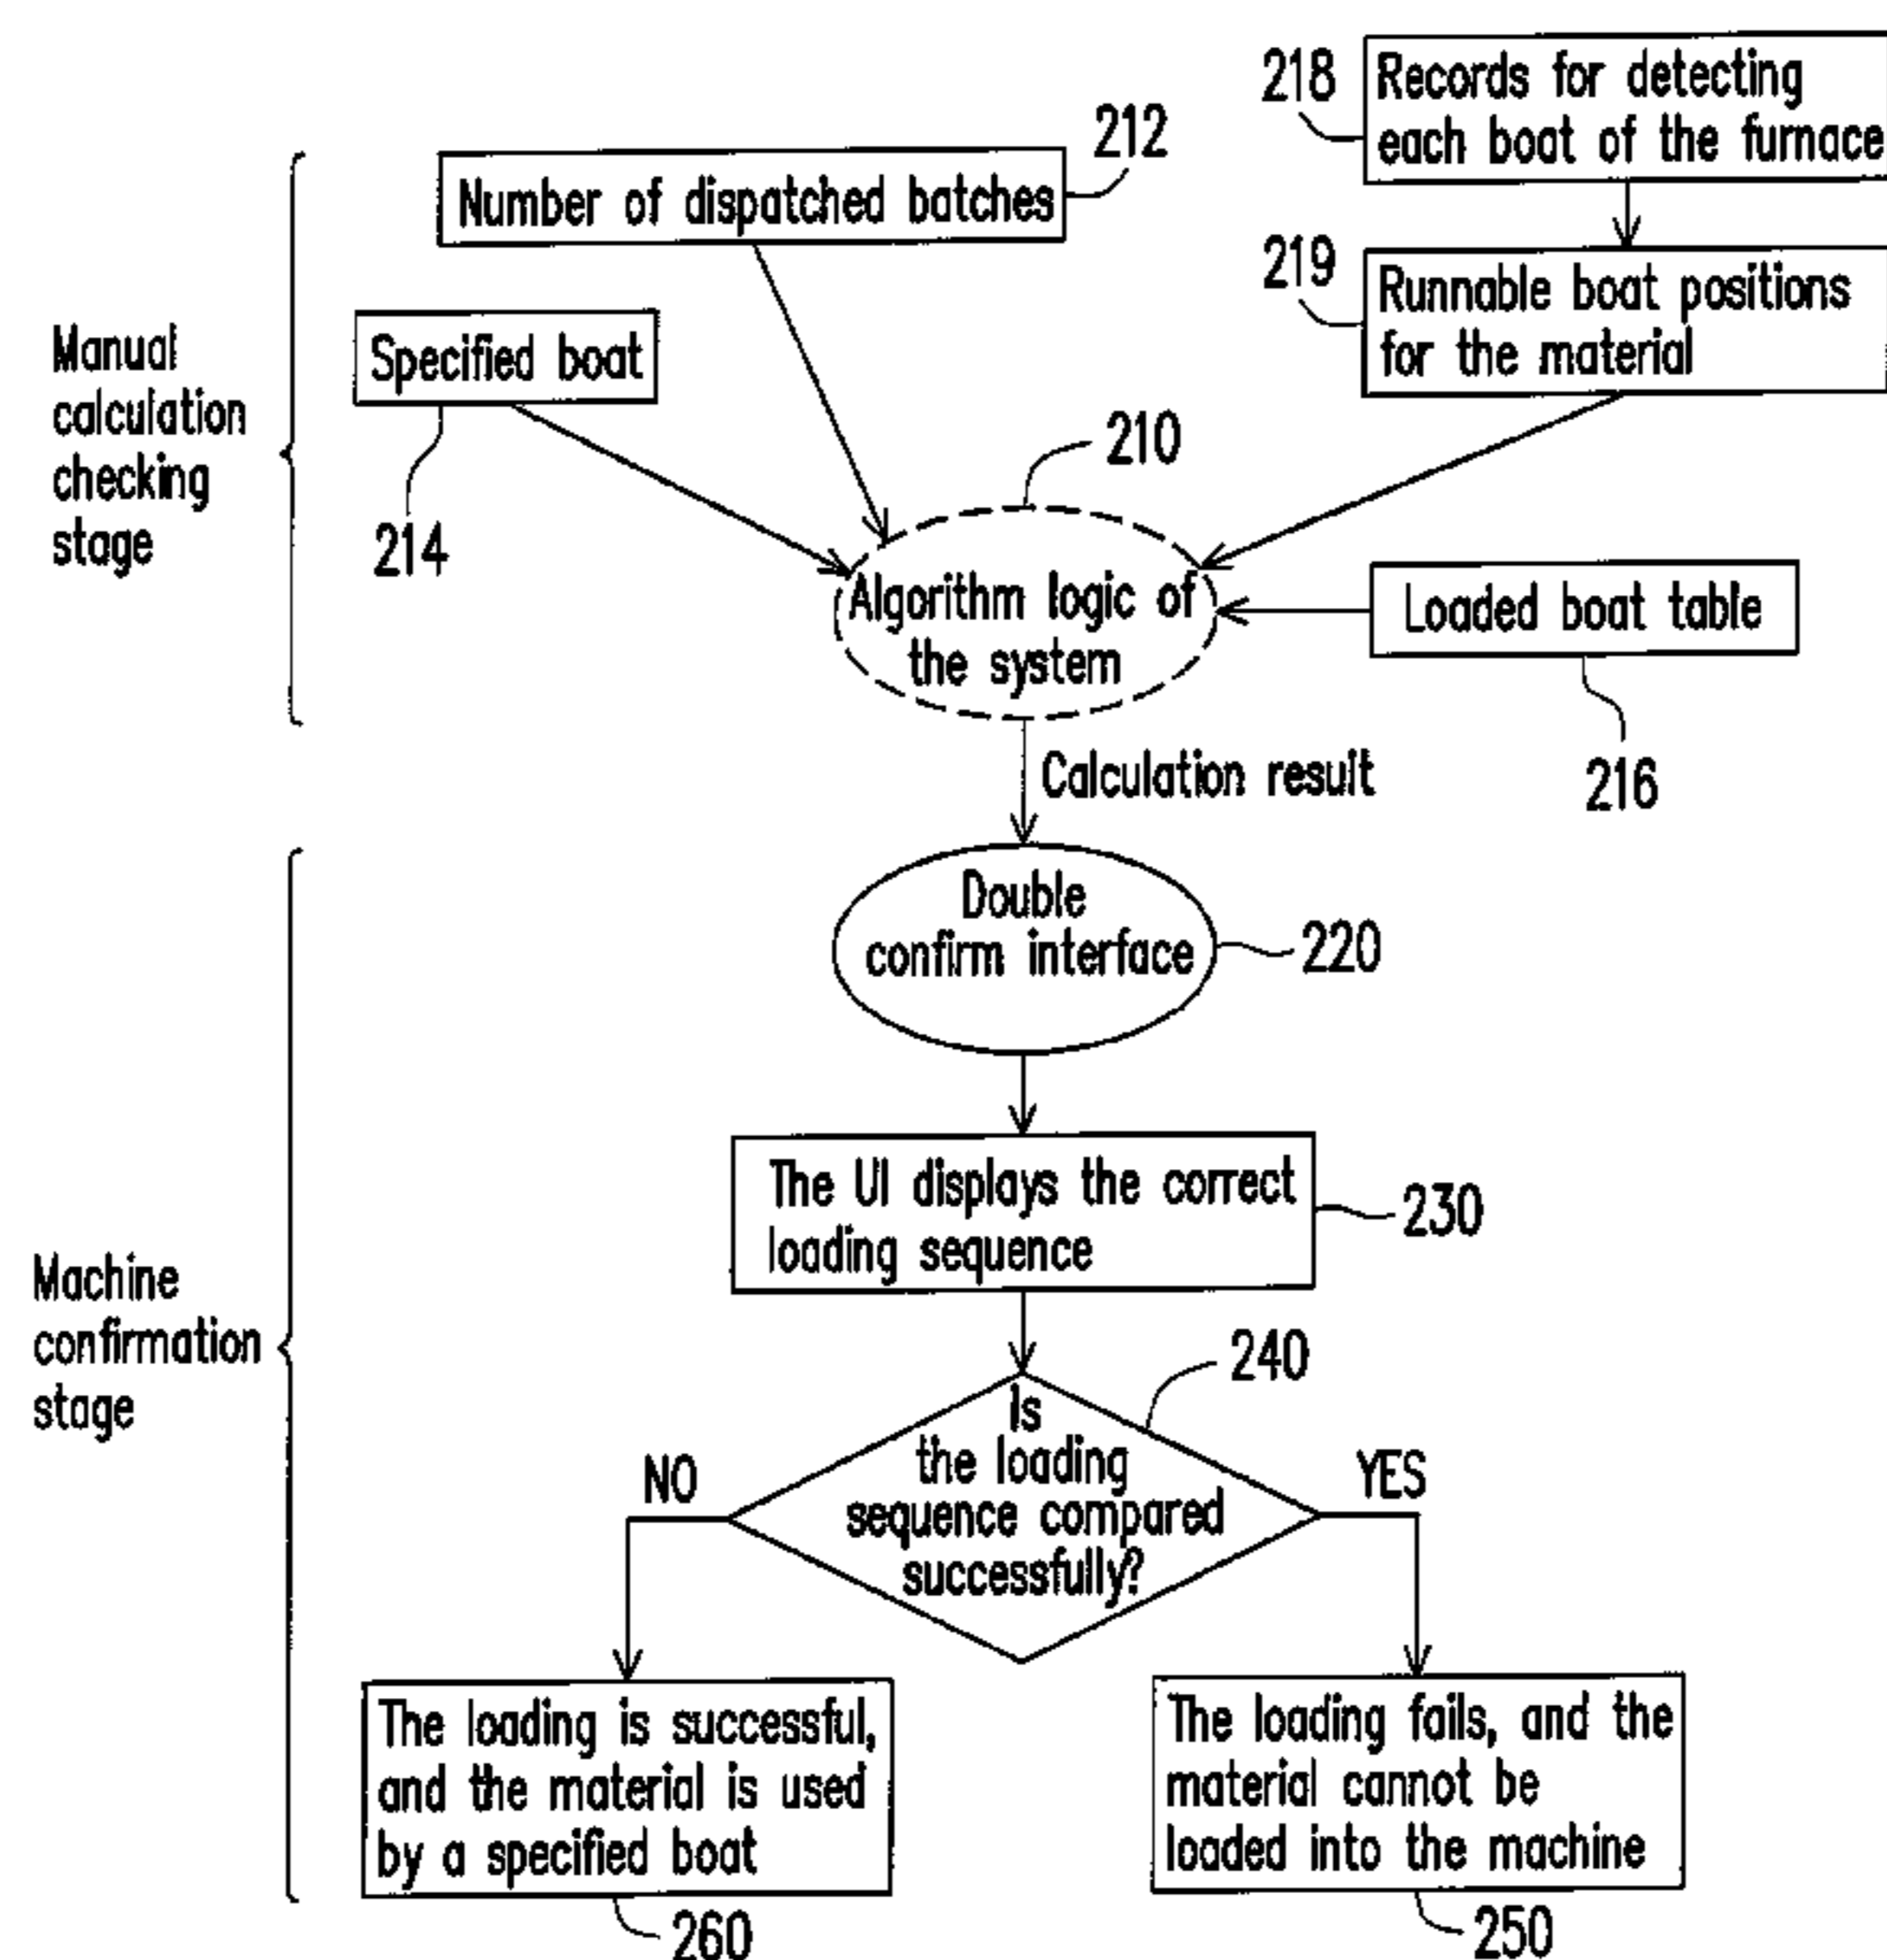 218
Records for detecting
each boat of the furnace
212
Number of dispatched batches
219
Runnable boat positions
for the material
Manual
calculation
checking
stage
Specified boat
214
210
Algorithm logic of
the system
Loaded boat table
216
Calculation result
Double
confirm interface
220
The UI displays the correct
loading sequence
230
Machine
confirmation
stage
240
Is
the loading
sequence compared
successfully?
NO
YES
The loading is successful,
and the material is used
by a specified boat
260
The loading fails, and the
material cannot be
loaded into the machine
250